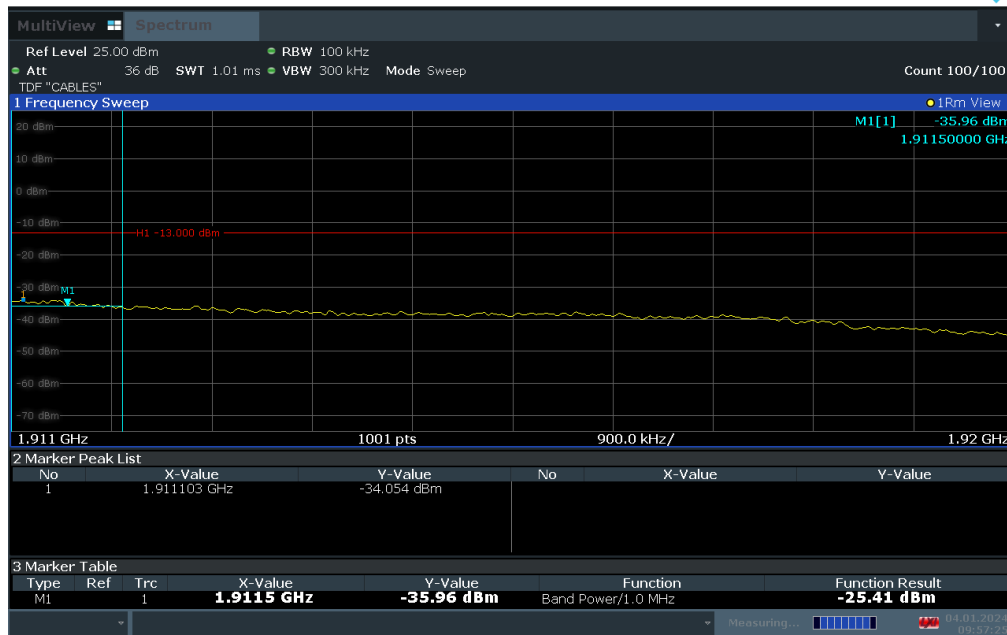 MultiView Spectrum
Ref Level 25.00 dBm RBW 100 kHz
Att 36 dB SWT 1.01 ms VBW 300 kHz Mode Sweep Count 100/100
TDF "CABLES"
1 Frequency Sweep 1Rm View
M1[1] -35.96 dBm
1.91150000 GHz
20 dBm
10 dBm
0 dBm
-10 dBm
H1 -13.000 dBm
-20 dBm
-30 dBm
1
M1
-40 dBm
-50 dBm
-60 dBm
-70 dBm
1.911 GHz 1001 pts 900.0 kHz/ 1.92 GHz
2 Marker Peak List
No X-Value Y-Value No X-Value Y-Value
1 1.911103 GHz -34.054 dBm
3 Marker Table
Type Ref Trc X-Value Y-Value Function Function Result
M1 1 1.9115 GHz -35.96 dBm Band Power/1.0 MHz -25.41 dBm
Measuring... 04.01.2024
09:57:25